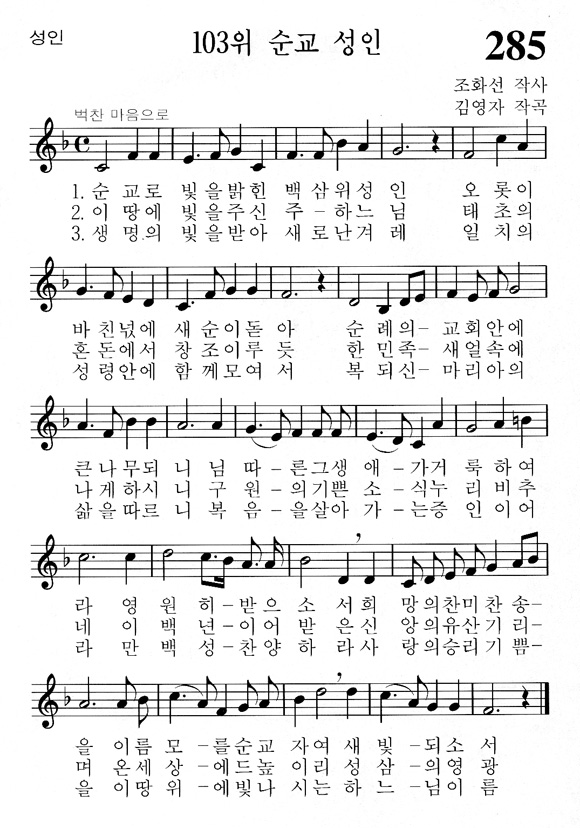 성인
103위 순교 성인
285
조화선 작사
벅찬 마음으로
김영자 작곡
1. 순 교로 빛을밝힌 백 삼위성 인 오 롯이
2. 이 땅에 빛을주신 주-하느 님 태 초의
3. 생 명의 빛을받아 새 로난겨 레 일 치의
바 친넋에 새 순이돋 아 순 례의- 교회안에
혼 돈에서 창 조이루 듯 한 민족- 새얼속에
성 령안에 함 께모여 서 복 되신- 마리아의
큰나무되 니 님 따-른그생 애-가거 룩 하여
나게하시 니 구 원-의기쁜 소-식누 리 비추
삶을따르 니 복 음-을살아 가-는증 인 이어
라 영 원 히-받으 소 서희 망의찬미찬송-
네 이 백 년-이어 받 은신 앙의유산기리-
라 만 백 성-찬양 하 라사 랑의승리기쁨-
을 이름 모-를순교 자여 새 빛-되소 서
며 온세 상-에드높 이리 성 삼-의영 광
을 이땅 위-에빛나 시는 하 느-님이 름